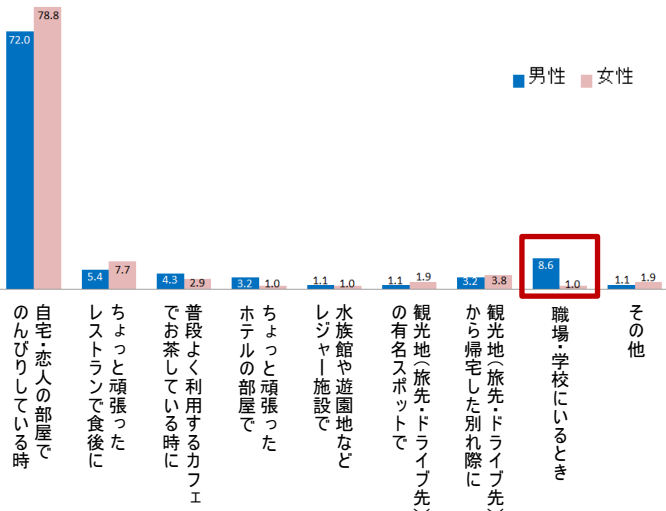 72.0
78.8
男性
女性
5.4
7.7
4.3
2.9
3.2
1.0
1.1
1.0
1.1
1.9
3.2
3.8
8.6
1.0
1.1
1.9
自宅・恋人の部屋で
のんびりしている時
ちょっと頑張った
レストランで食後に
普段よく利用するカフェ
でお茶している時に
ちょっと頑張った
ホテルの部屋で
水族館や遊園地など
レジャー施設で
観光地(旅先・ドライブ先)
の有名スポットで
観光地(旅先・ドライブ先)
から帰宅した別れ際に
職場・学校にいるとき
その他